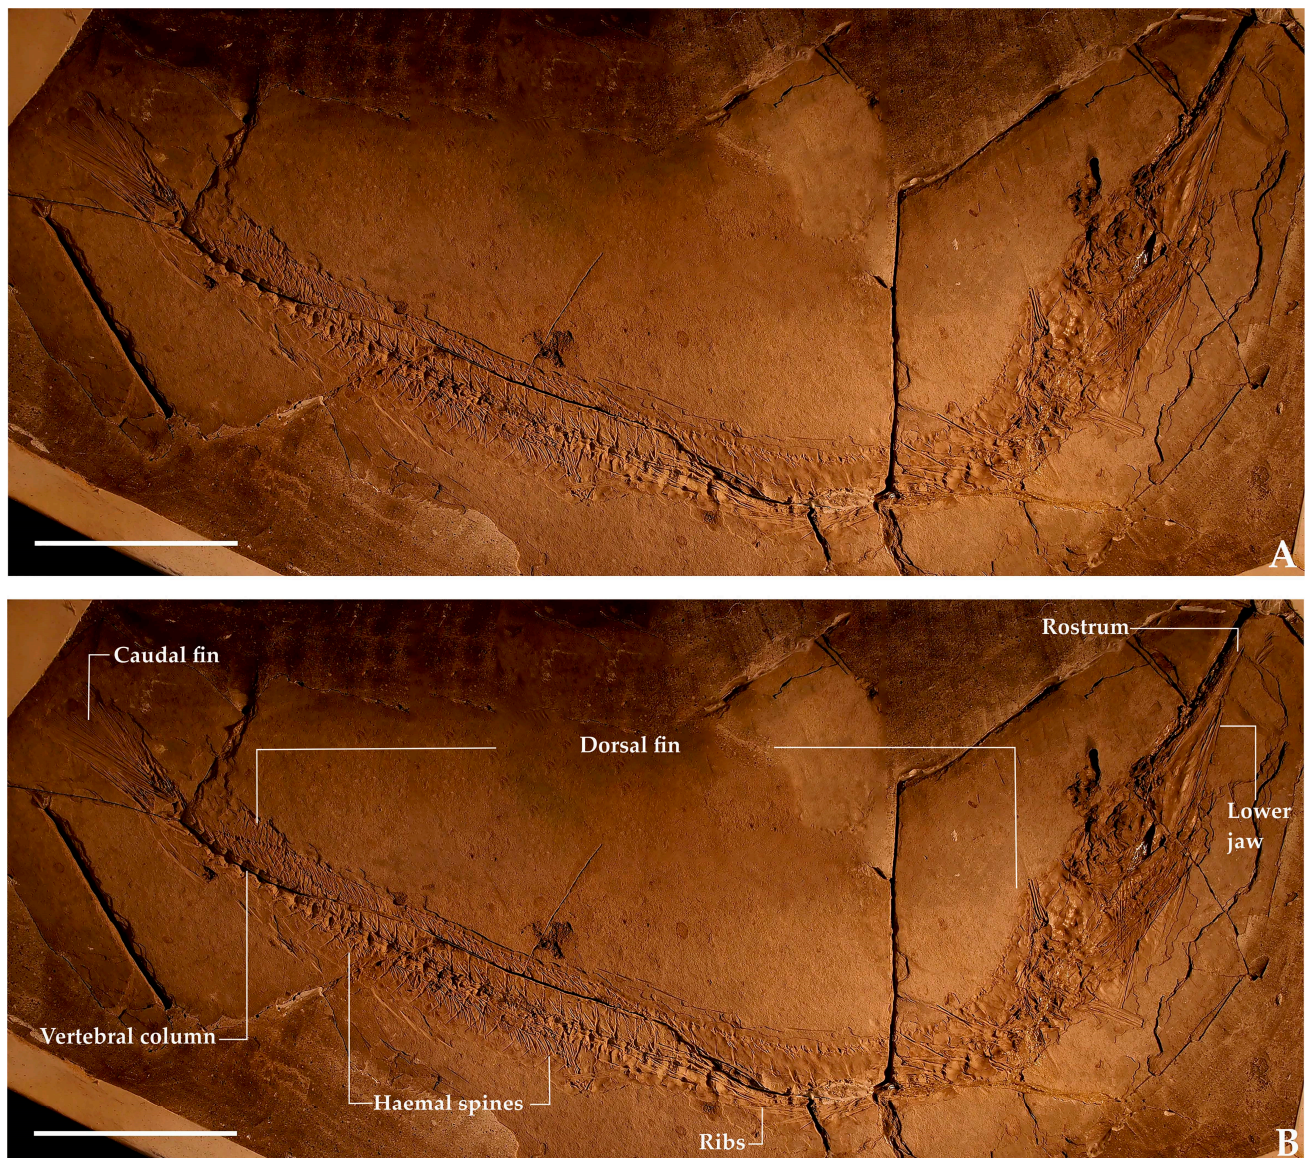 A
Rostrum
Caudal fin
Dorsal fin
Lower
jaw
Vertebral column
Haemal spines
Ribs
B